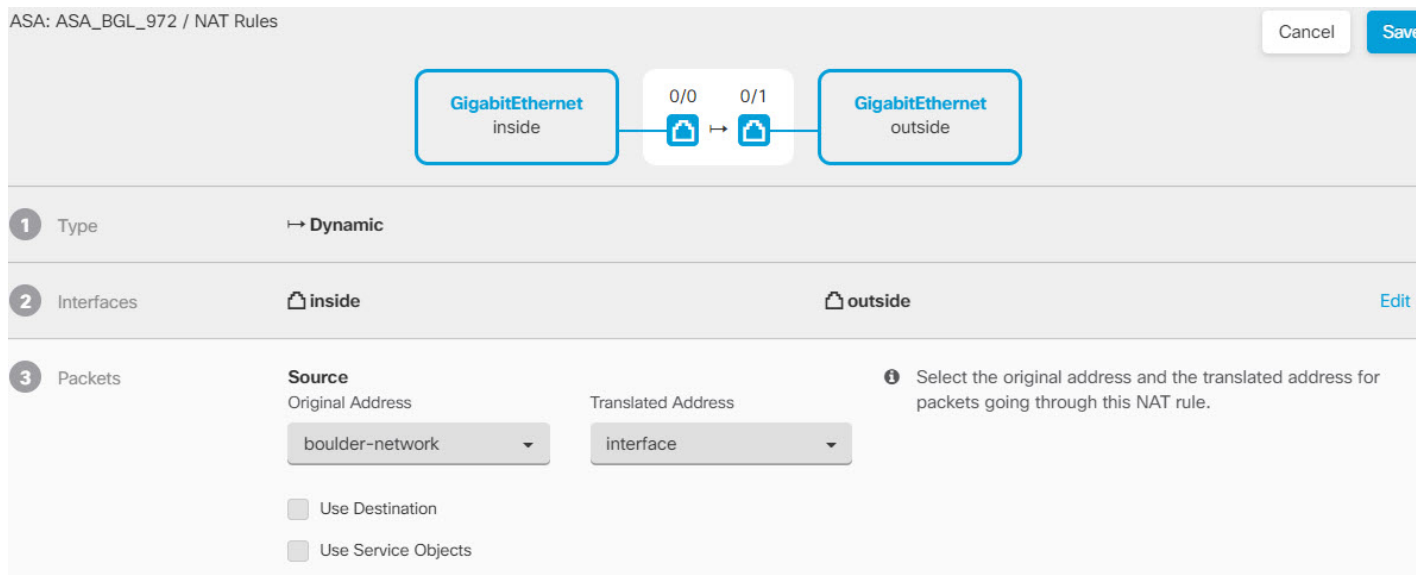 ASA: ASA_BGL_972 / NAT Rules
Cancel
Save
GigabitEthernet
inside
0/0 0/1
GigabitEthernet
outside
1 Type Dynamic
2 Interfaces inside outside Edit
3 Packets
Source
Original Address
Translated Address
boulder-network
interface
Select the original address and the translated address for
packets going through this NAT rule.
Use Destination
Use Service Objects